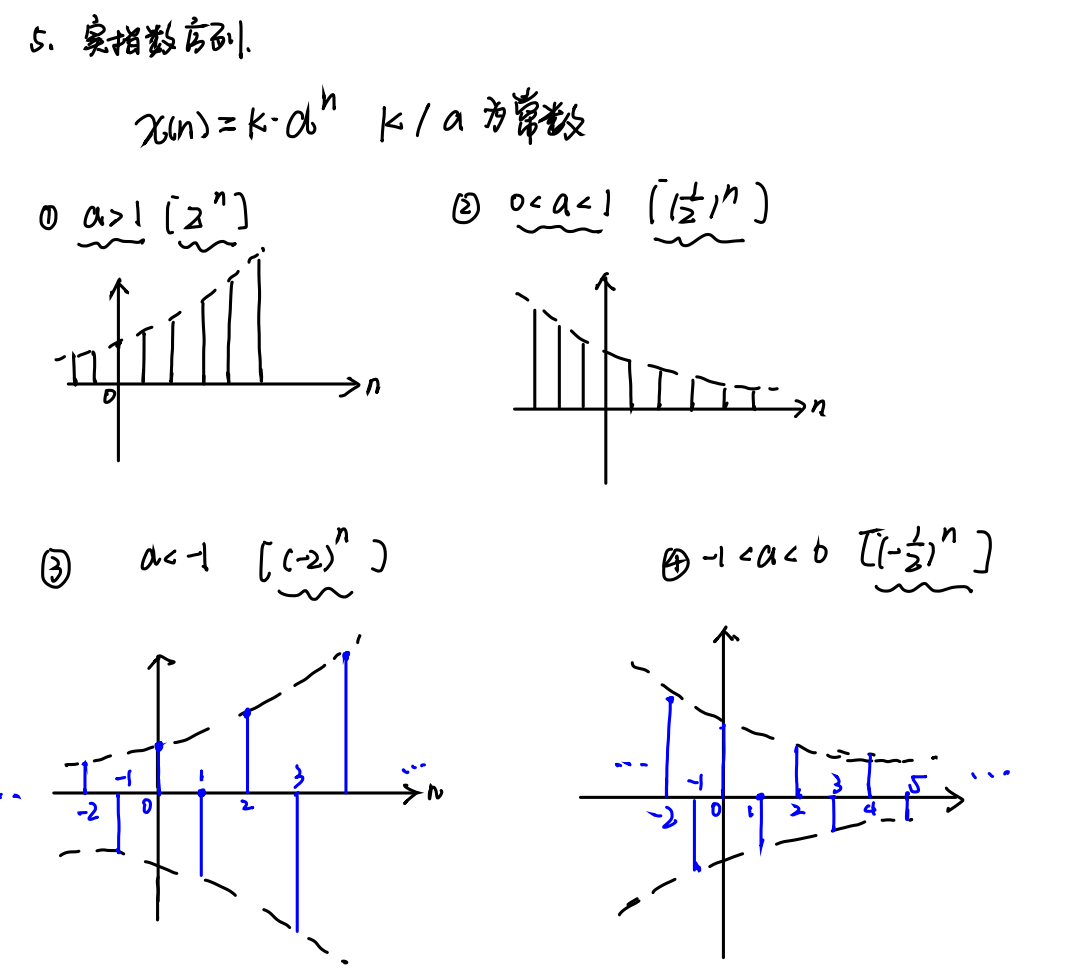 5. 实指数序列.
x(n) = k·aⁿ k / a 为常数
① a>1 [2ⁿ]
② 0<a<1 [(1/2)ⁿ]
0
n
n
③ a<-1 [(-2)ⁿ]
④ -1<a<0 [(-1/2)ⁿ]
-2 -1 0 1 2 3 ... n
...
... -2 -1 0 1 2 3 4 5 ...